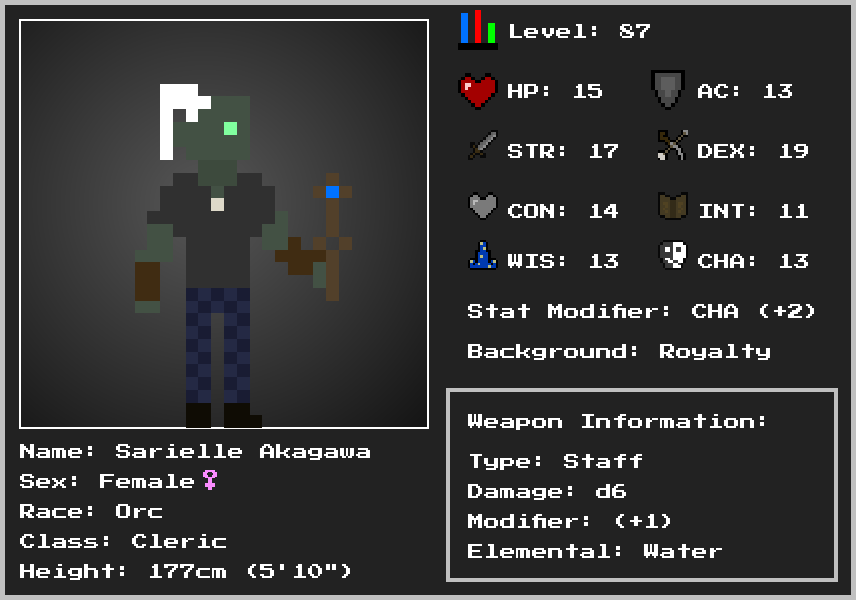 Level: 87
HP: 15
AC: 13
STR: 17
DEX: 19
CON: 14
INT: 11
WIS: 13
CHA: 13
Stat Modifier: CHA (+2)
Background: Royalty
Weapon Information:
Type: Staff
Damage: d6
Modifier: (+1)
Elemental: Water
Name: Sarielle Akagawa
Sex: Female♀
Race: Orc
Class: Cleric
Height: 177cm (5'10")